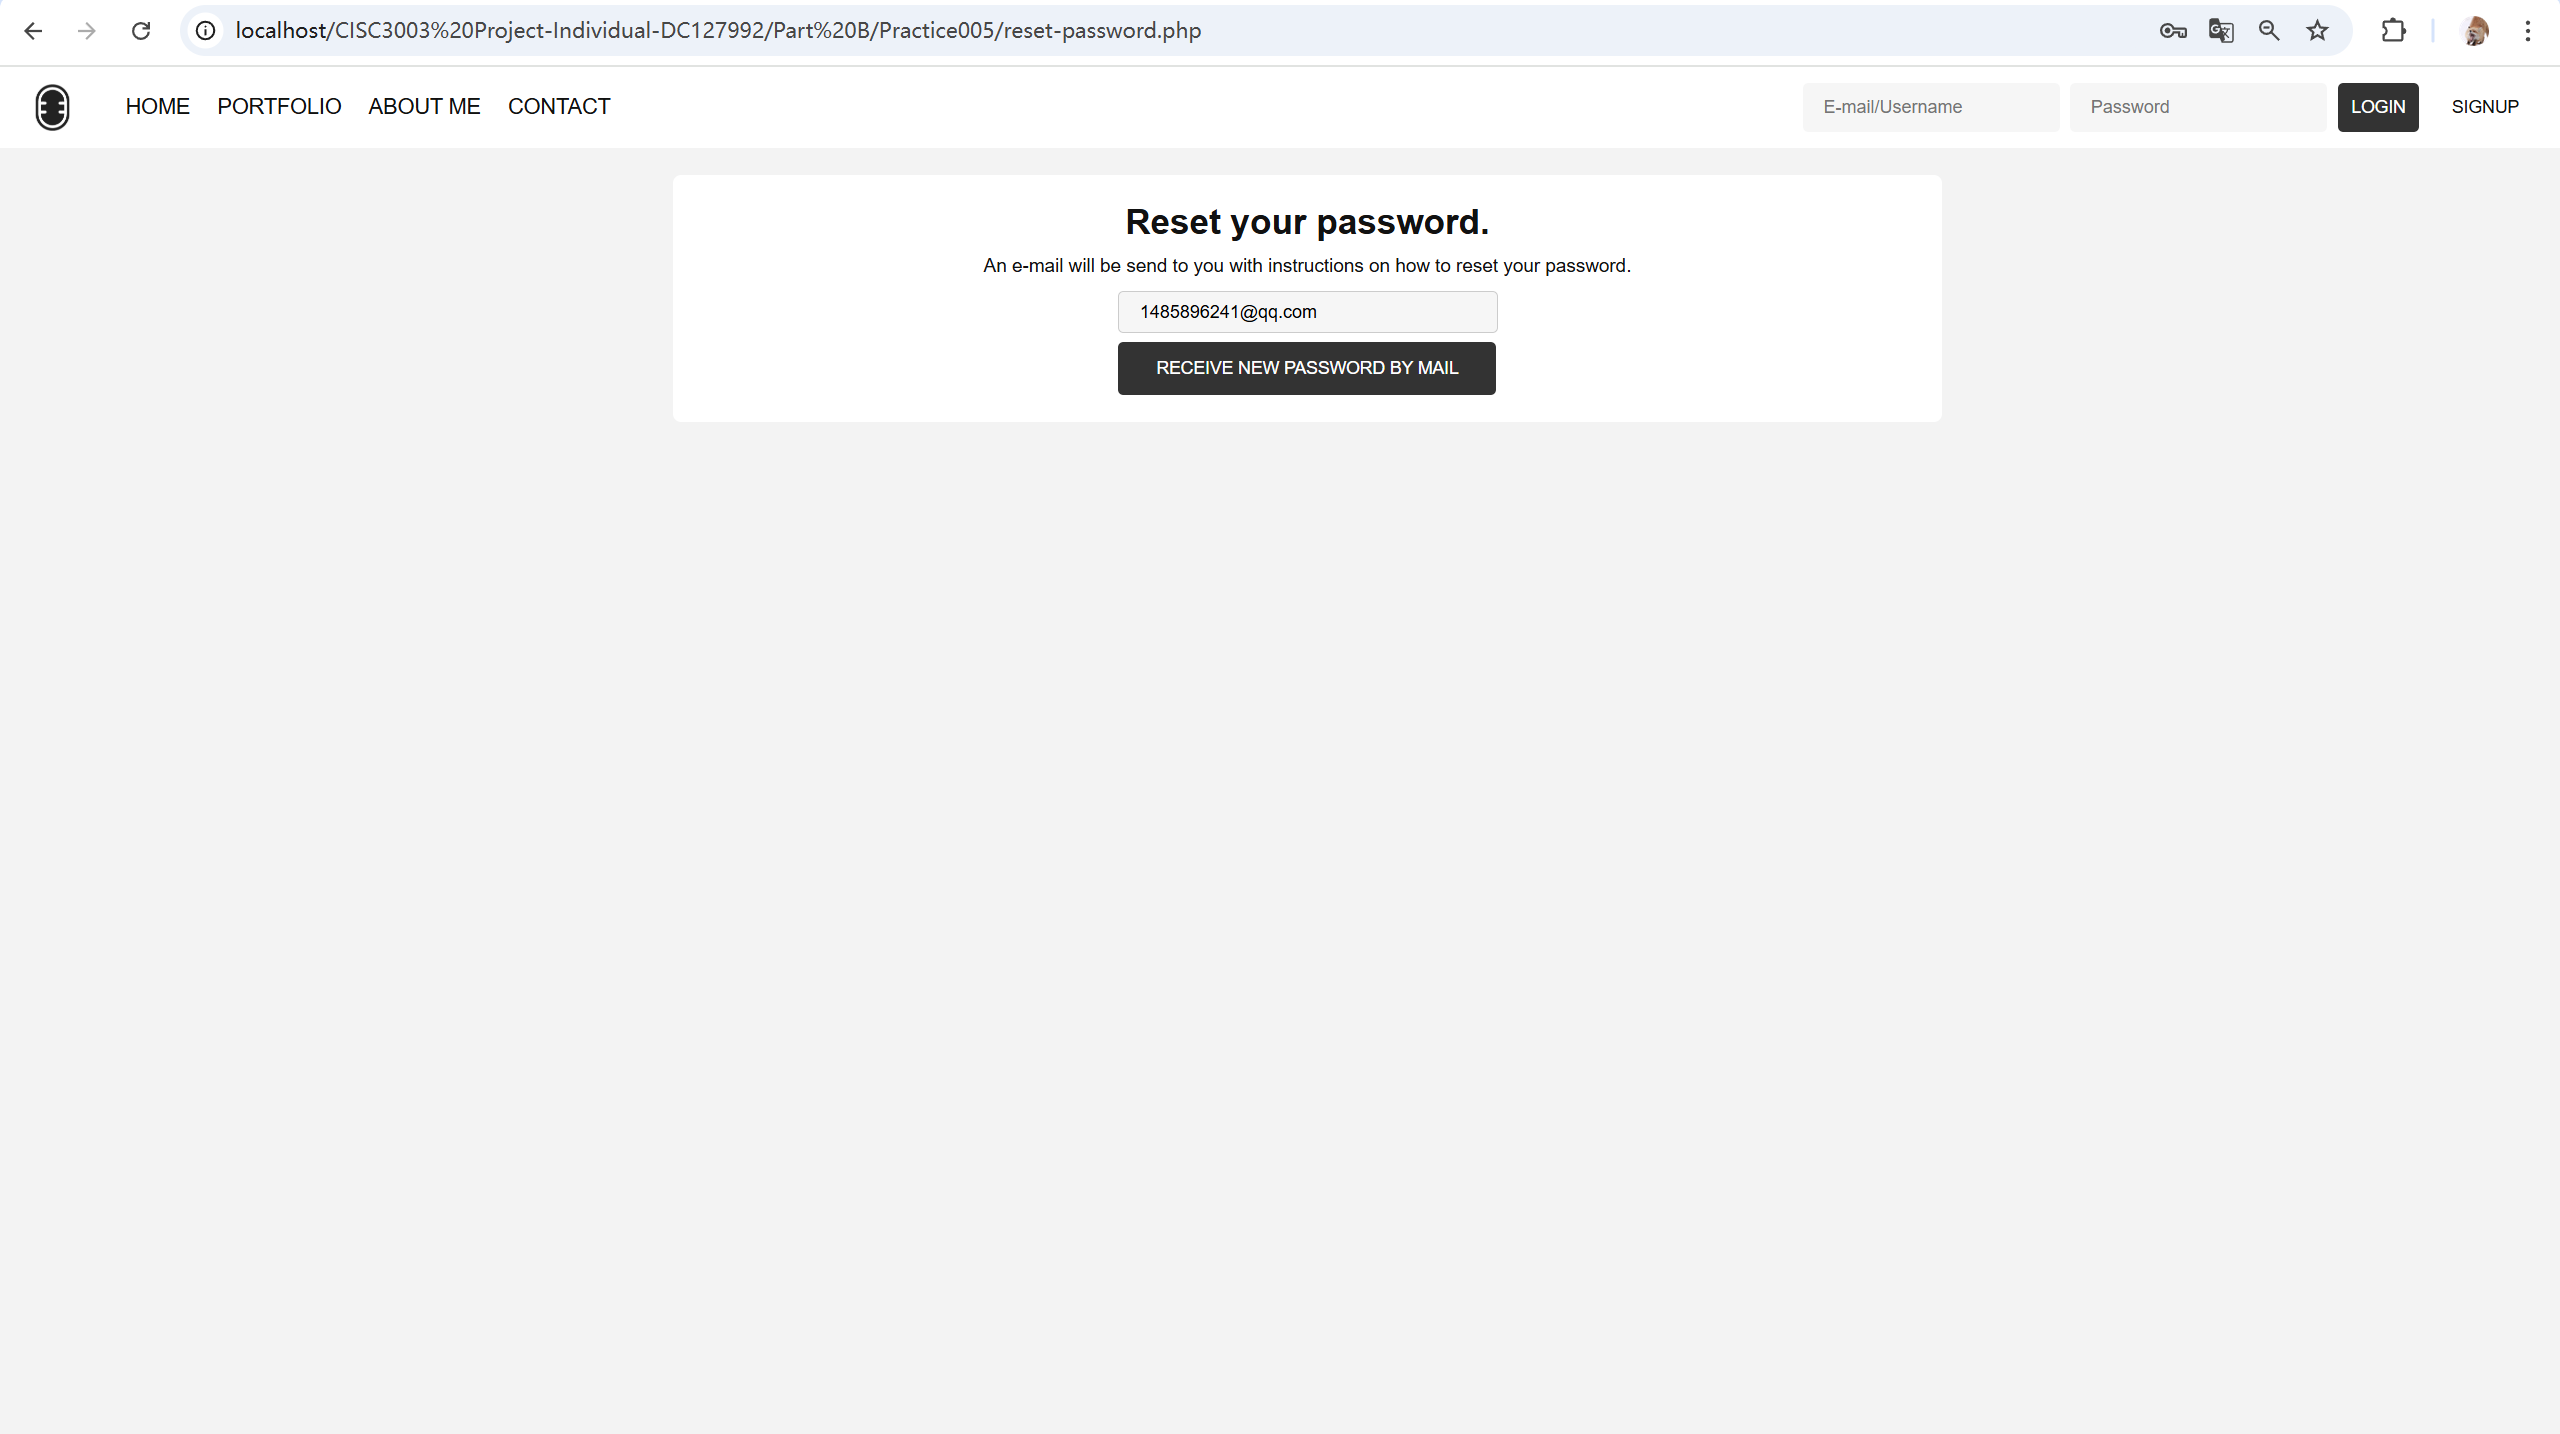 localhost/CISC3003%20Project-Individual-DC127992/Part%20B/Practice005/reset-password.php
HOME PORTFOLIO ABOUT ME CONTACT E-mail/Username Password LOGIN SIGNUP
Reset your password.
An e-mail will be send to you with instructions on how to reset your password.
1485896241@qq.com
RECEIVE NEW PASSWORD BY MAIL